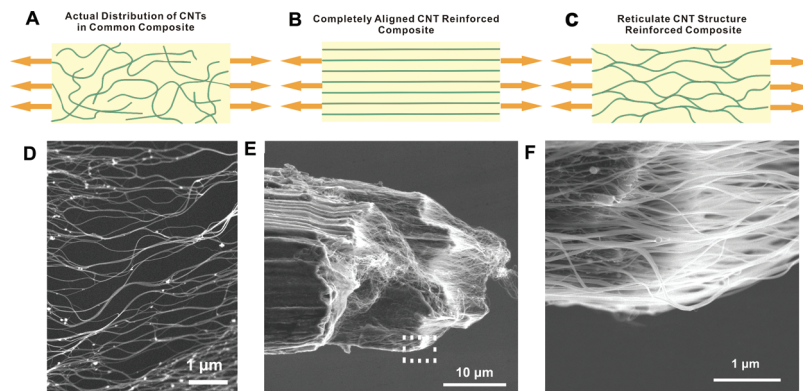 A
Actual Distribution of CNTs
in Common Composite
B
Completely Aligned CNT Reinforced
Composite
C
Reticulate CNT Structure
Reinforced Composite
D
1 μm
E
10 μm
F
1 μm